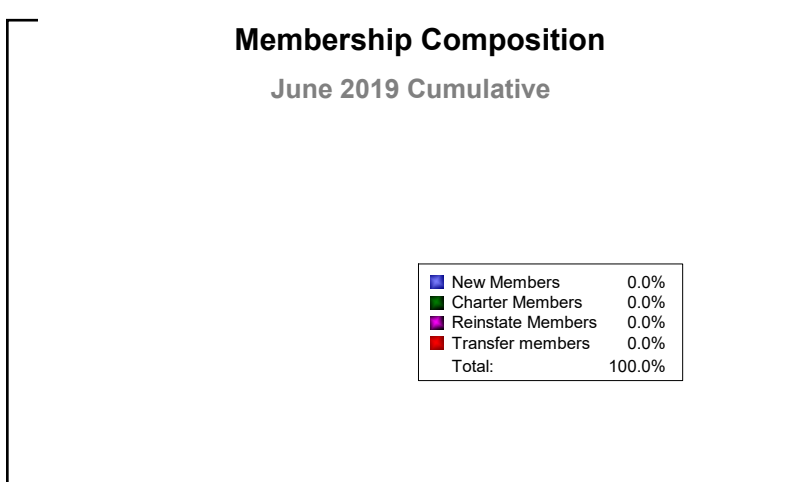 Membership Composition
June 2019 Cumulative
New Members 0.0%
Charter Members 0.0%
Reinstate Members 0.0%
Transfer members 0.0%
Total: 100.0%